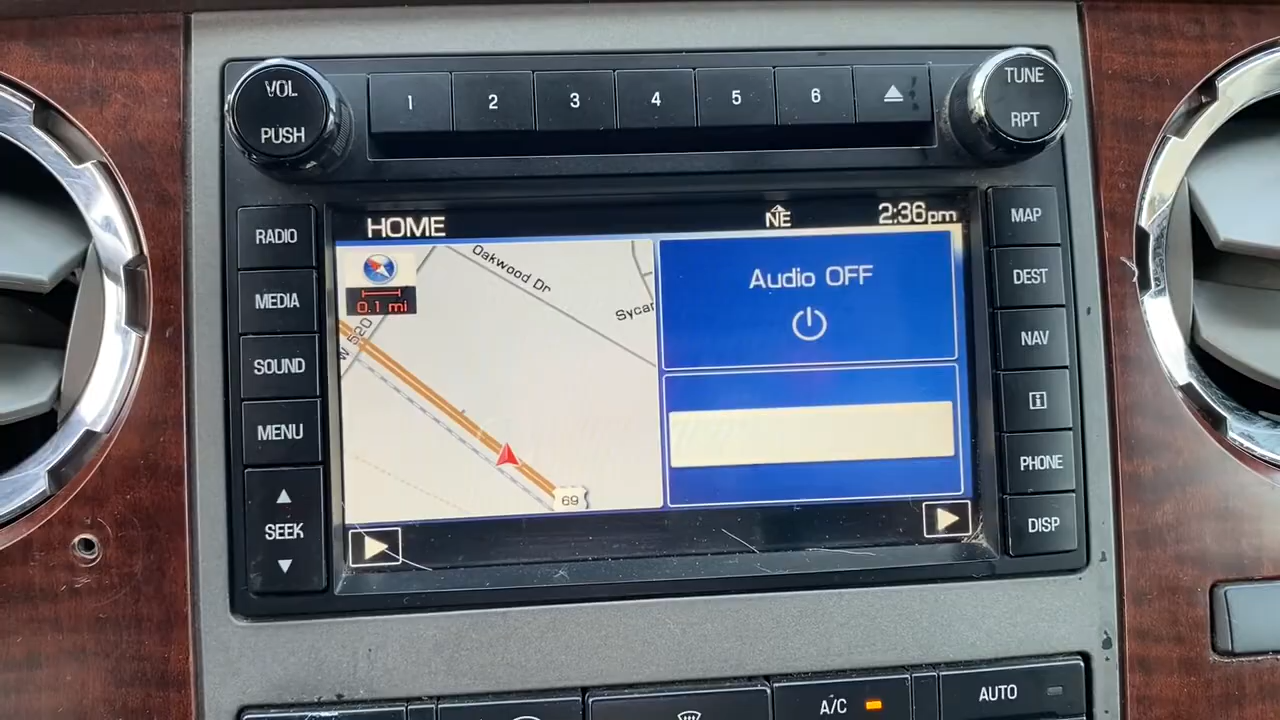 VOL
PUSH
1
2
3
4
5
6
TUNE
RPT
RADIO
MEDIA
SOUND
MENU
SEEK
HOME
NE
2:36pm
0.1 mi
Oakwood Dr
Sycar
W 520
69
Audio OFF
MAP
DEST
NAV
i
PHONE
DISP
A/C
AUTO